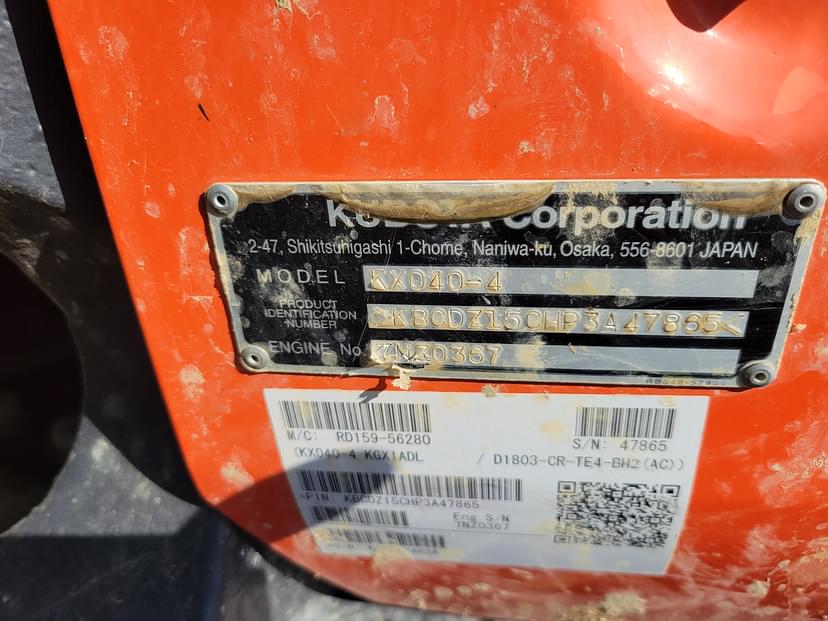 KUBOTA Corporation
2-47, Shikitsuhigashi 1-Chome, Naniwa-ku, Osaka, 556-8601 JAPAN
MODEL KX040-4
PRODUCT IDENTIFICATION NUMBER >KBCDZ15CHP3A47865<
ENGINE No. 7NZ0367
M/C: RD159-56280
S/N: 47865
(KX040-4 KGX1ADL / D1803-CR-TE4-BH2(AC))
PIN: KBCDZ15CHP3A47865
Eng S/N
7NZ0367